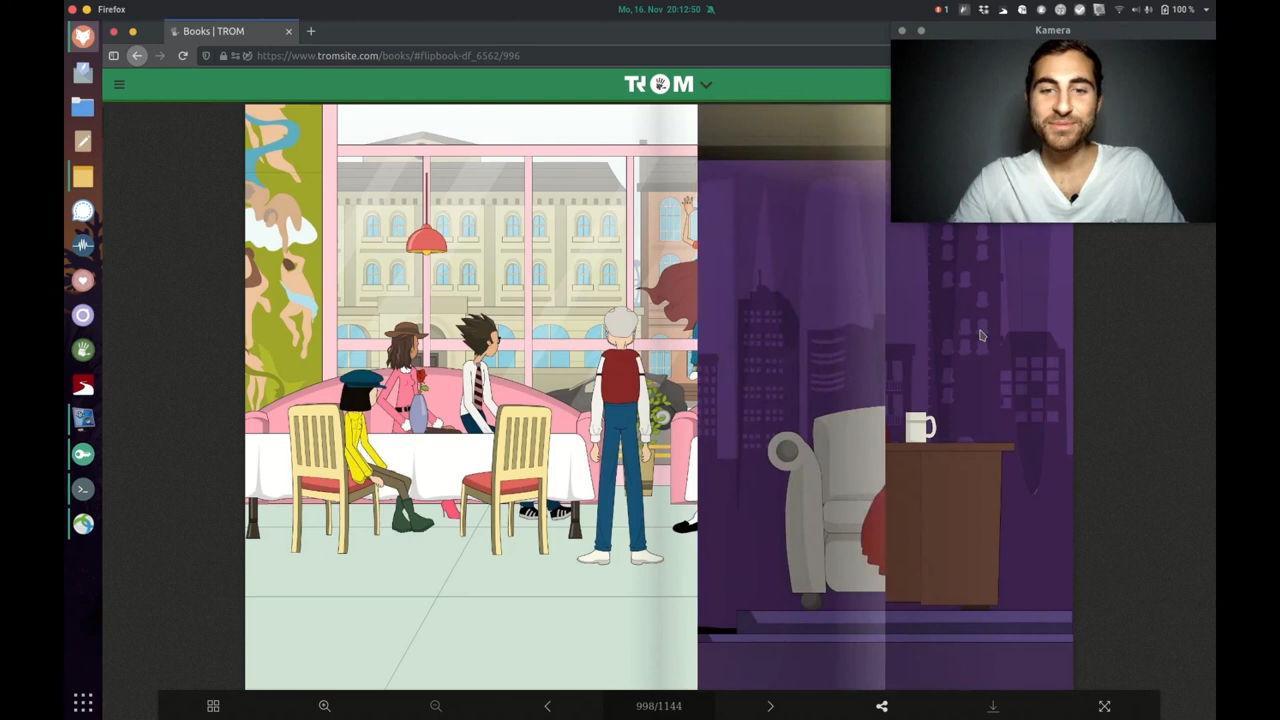 Firefox
Mo, 16. Nov 20:12:50
1
100 %
Books | TROM
https://www.tromsite.com/books/#flipbook-df_6562/996
Kamera
TROM
998/1144